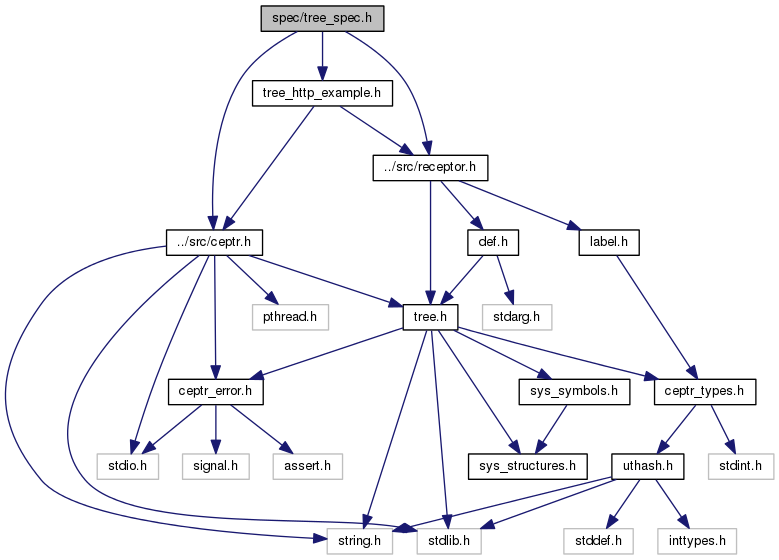 spec/tree_spec.h
tree_http_example.h
../src/receptor.h
../src/ceptr.h
def.h
label.h
pthread.h
tree.h
stdarg.h
ceptr_error.h
sys_symbols.h
ceptr_types.h
stdio.h
signal.h
assert.h
sys_structures.h
uthash.h
stdint.h
string.h
stdlib.h
stddef.h
inttypes.h